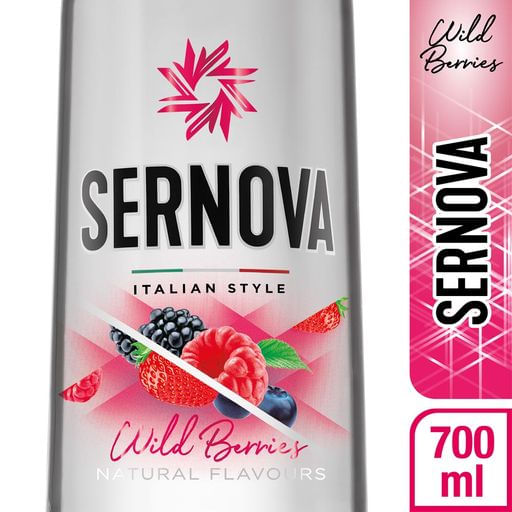 SERNOVA
ITALIAN STYLE
Wild Berries
NATURAL FLAVOURS
Wild
Berries
SERNOVA
700
ml